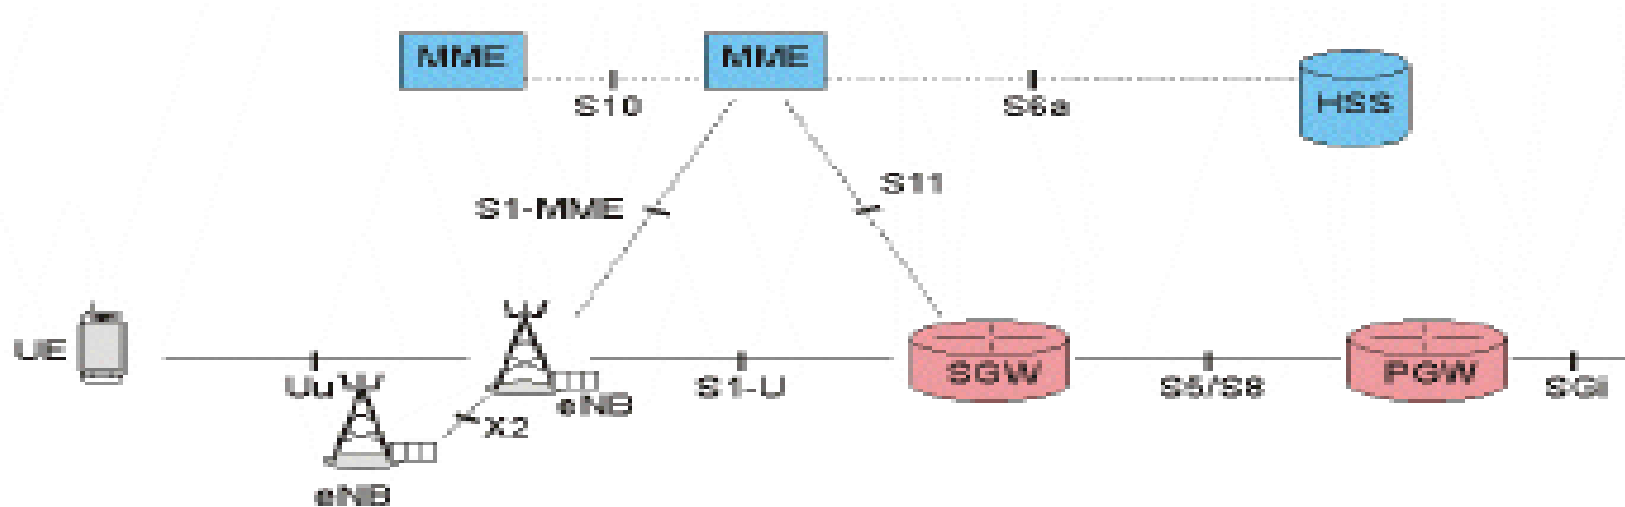 MME
MME
S10
S6a
HSS
S1-MME
S11
UE
Uu
eNB
S1-U
SGW
S5/S8
PGW
SGi
X2
eNB